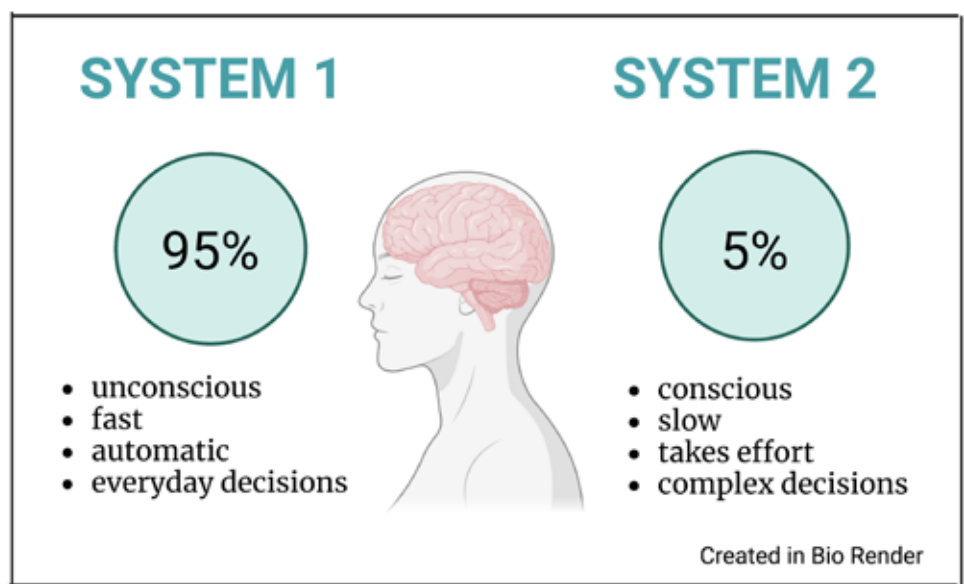 SYSTEM 1
95%
• unconscious
• fast
• automatic
• everyday decisions
SYSTEM 2
5%
• conscious
• slow
• takes effort
• complex decisions
Created in Bio Render